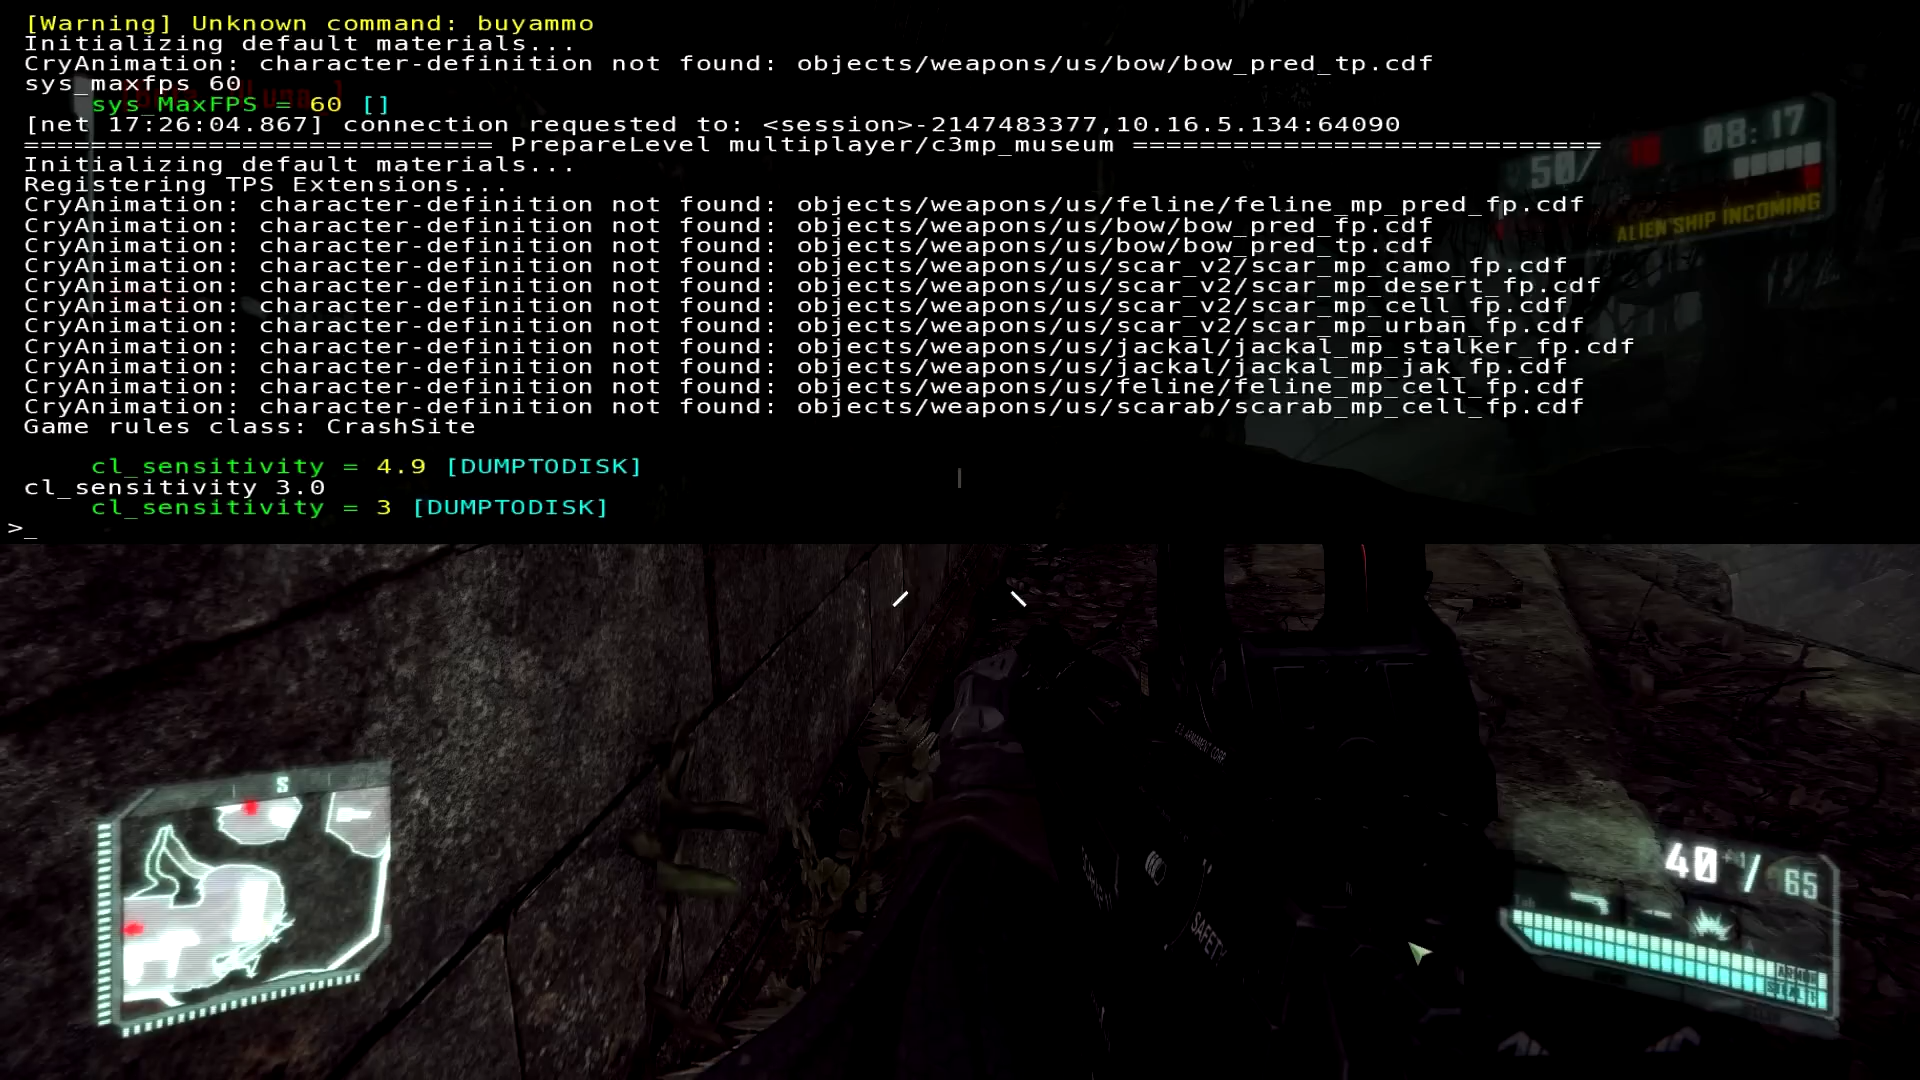 [Warning] Unknown command: buyammo
Initializing default materials...
CryAnimation: character-definition not found: objects/weapons/us/bow/bow_pred_tp.cdf
sys_maxfps 60
sys_MaxFPS = 60 []
[net 17:26:04.867] connection requested to: <session>-2147483377,10.16.5.134:64090
============================ PrepareLevel multiplayer/c3mp_museum ============================
Initializing default materials...
Registering TPS Extensions...
CryAnimation: character-definition not found: objects/weapons/us/feline/feline_mp_pred_fp.cdf
CryAnimation: character-definition not found: objects/weapons/us/bow/bow_pred_fp.cdf
CryAnimation: character-definition not found: objects/weapons/us/bow/bow_pred_tp.cdf
CryAnimation: character-definition not found: objects/weapons/us/scar_v2/scar_mp_camo_fp.cdf
CryAnimation: character-definition not found: objects/weapons/us/scar_v2/scar_mp_desert_fp.cdf
CryAnimation: character-definition not found: objects/weapons/us/scar_v2/scar_mp_cell_fp.cdf
CryAnimation: character-definition not found: objects/weapons/us/scar_v2/scar_mp_urban_fp.cdf
CryAnimation: character-definition not found: objects/weapons/us/jackal/jackal_mp_stalker_fp.cdf
CryAnimation: character-definition not found: objects/weapons/us/jackal/jackal_mp_jak_fp.cdf
CryAnimation: character-definition not found: objects/weapons/us/feline/feline_mp_cell_fp.cdf
CryAnimation: character-definition not found: objects/weapons/us/scarab/scarab_mp_cell_fp.cdf
Game rules class: CrashSite
cl_sensitivity = 4.9 [DUMPTODISK]
cl_sensitivity 3.0
cl_sensitivity = 3 [DUMPTODISK]
>_
08:17
50/
ALIEN SHIP INCOMING
S
SAFETY
40 / 65
Tab
ARMOR
STEALTH